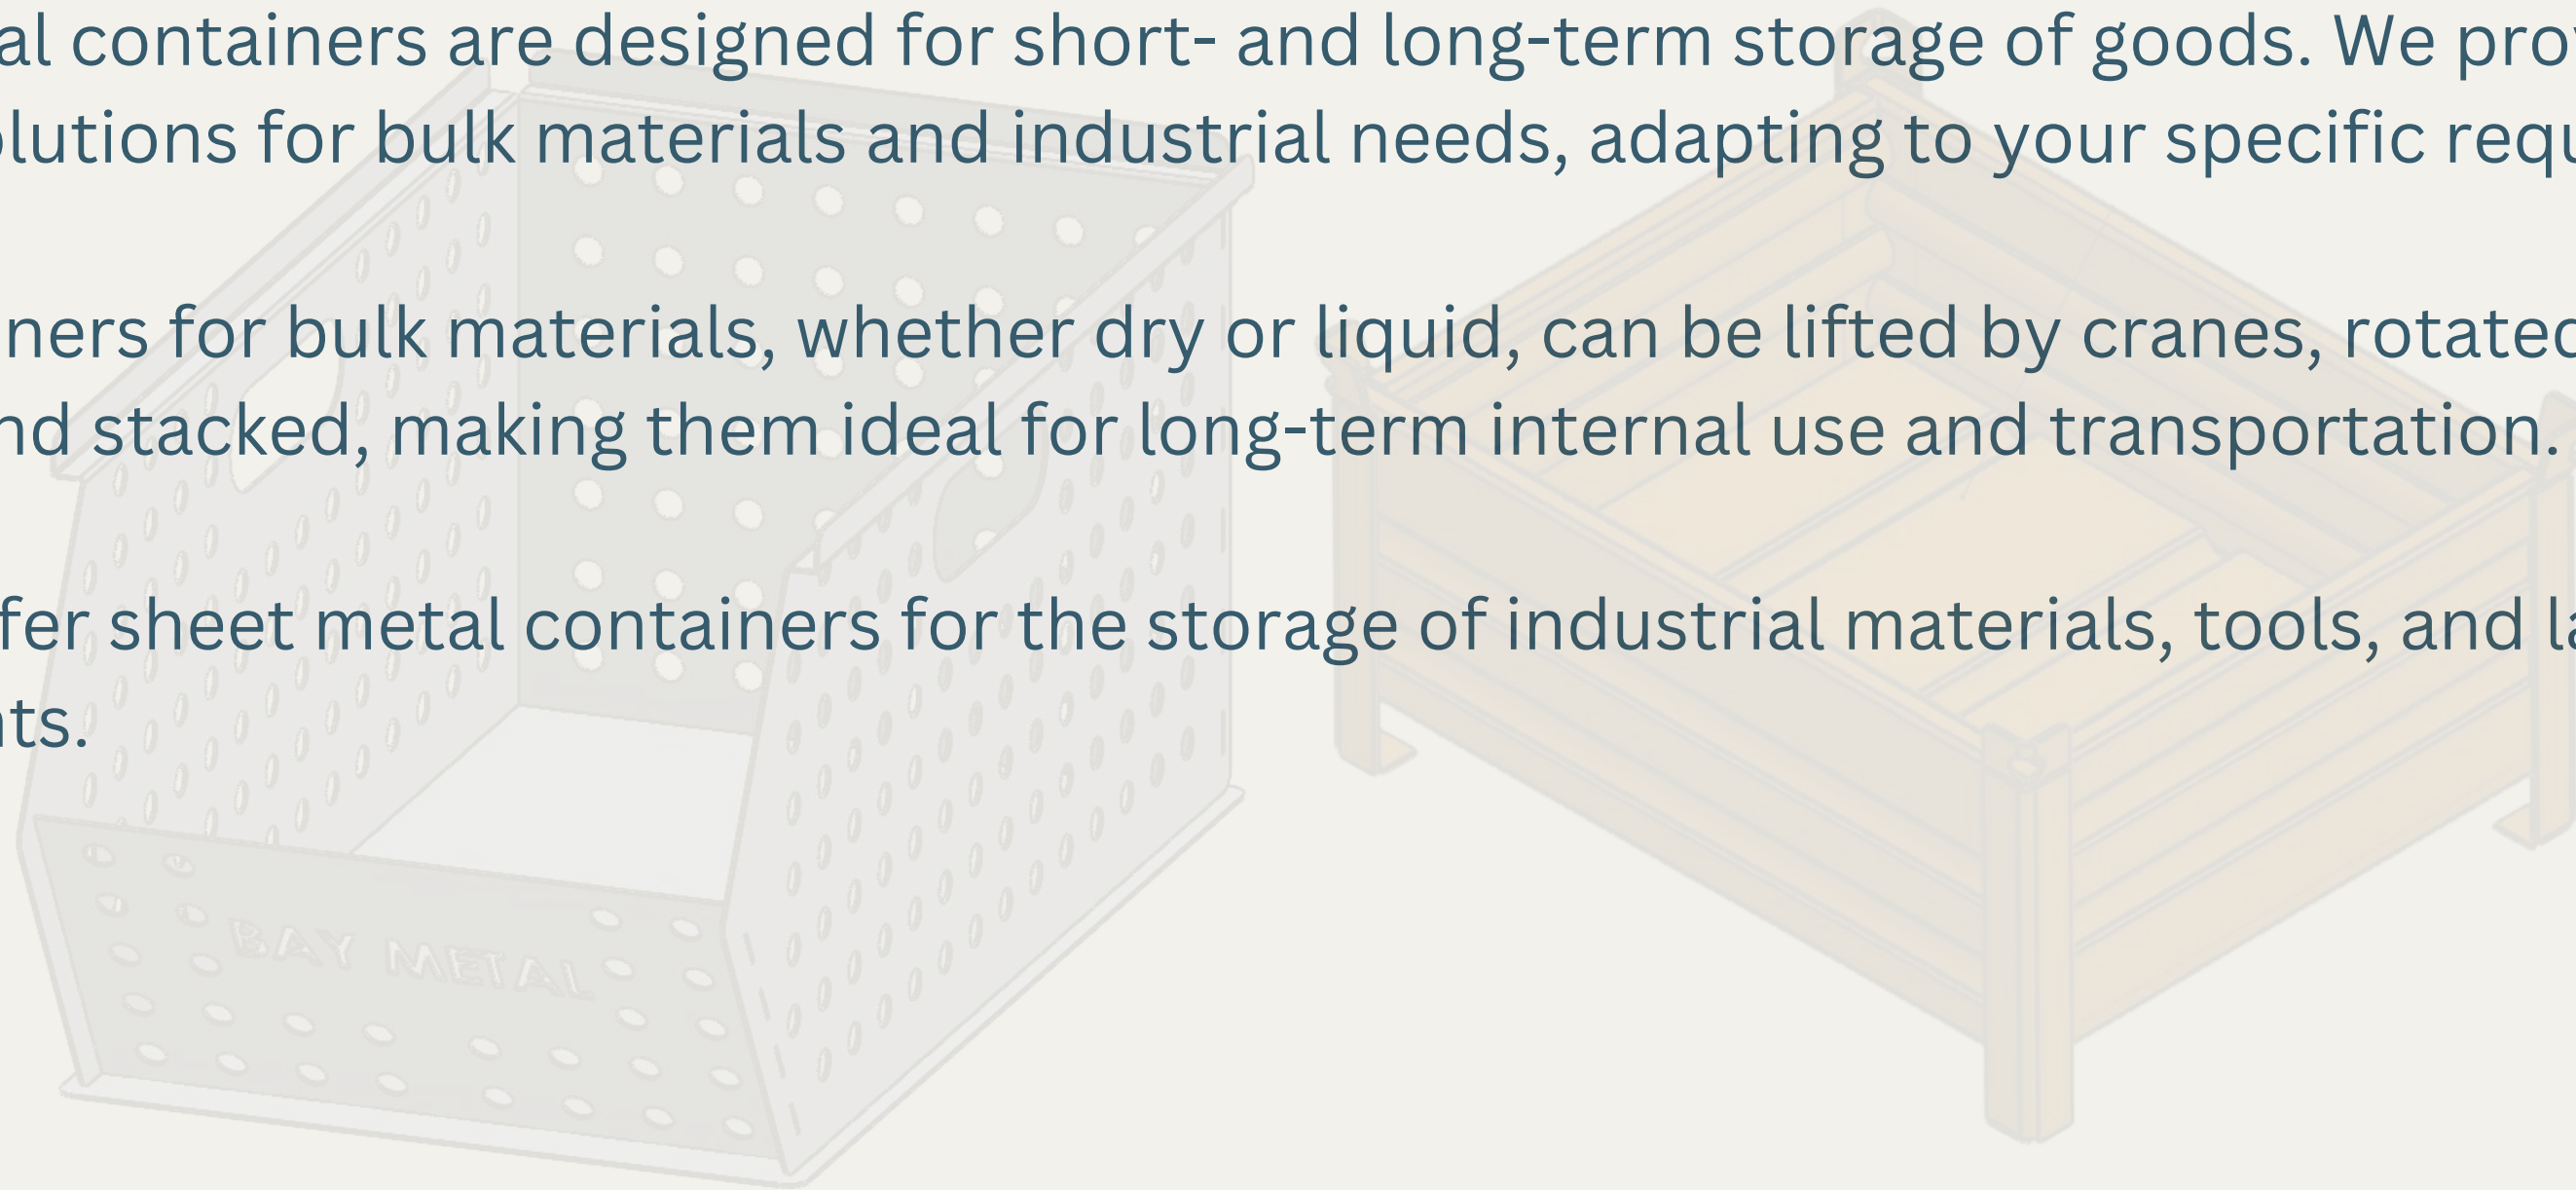 al containers are designed for short- and long-term storage of goods. We prov
olutions for bulk materials and industrial needs, adapting to your specific requ
ners for bulk materials, whether dry or liquid, can be lifted by cranes, rotated
nd stacked, making them ideal for long-term internal use and transportation.
fer sheet metal containers for the storage of industrial materials, tools, and la
nts.
BAY METAL